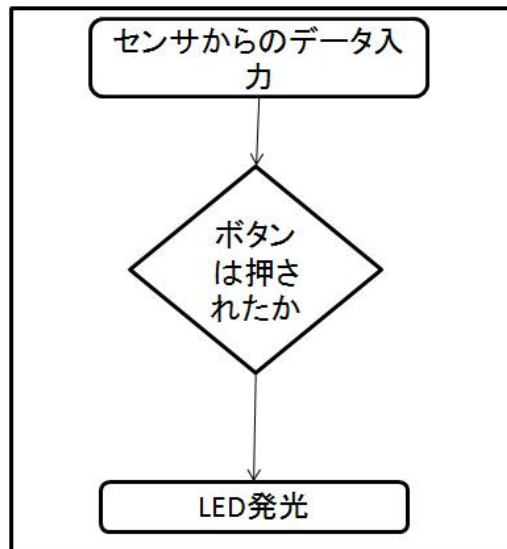 センサからのデータ入
力
ボタン
は押さ
れたか
LED発光